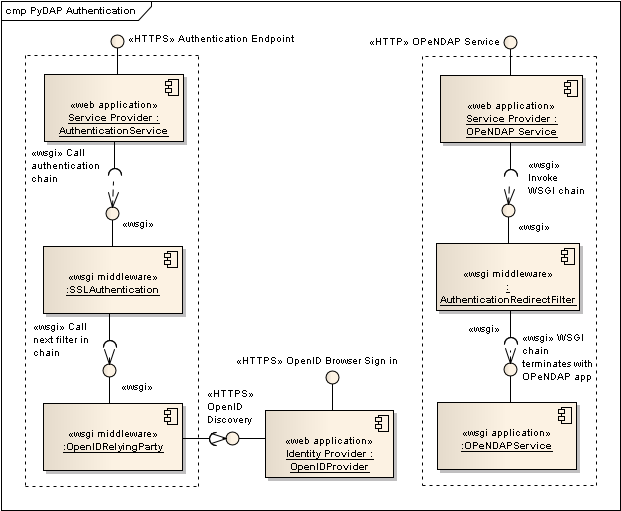 cmp PyDAP Authentication
«HTTPS» Authentication Endpoint
«web application»
Service Provider :
AuthenticationService
«wsgi» Call
authentication
chain
«wsgi»
«wsgi middleware»
:SSLAuthentication
«wsgi» Call
next filter in
chain
«wsgi»
«wsgi middleware»
:OpenIDRelyingParty
«HTTPS»
OpenID
Discovery
«HTTPS» OpenID Browser Sign in
«web application»
Identity Provider :
OpenIDProvider
«HTTP» OPeNDAP Service
«web application»
Service Provider :
OPeNDAP Service
«wsgi»
Invoke
WSGI chain
«wsgi»
«wsgi middleware»
:
AuthenticationRedirectFilter
«wsgi»
«wsgi» WSGI
chain
terminates with
OPeNDAP app
«wsgi application»
:OPeNDAPService